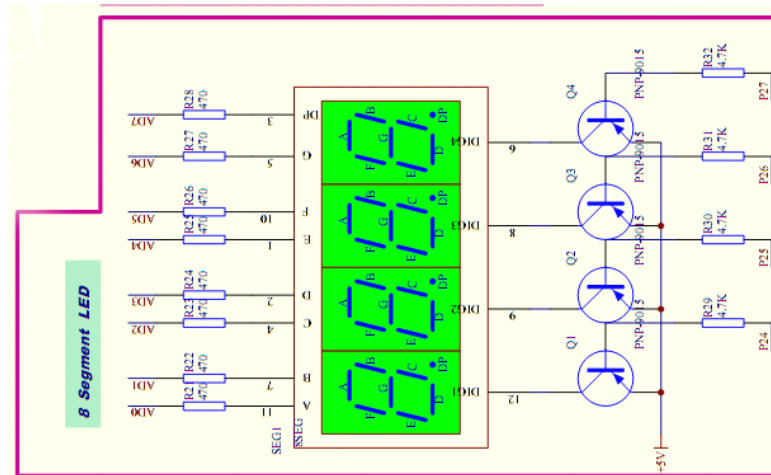 R28
470
AD7
3
DP
R27
470
AD6
5
G
R26
470
AD5
10
F
R25
470
AD4
1
E
R24
470
AD3
2
D
R23
470
AD2
4
C
R22
470
AD1
7
B
R21
470
AD0
11
A
SEG1
8SEG
8 Segment LED
A
B
C
D
E
F
G
DP
DIG4
6
A
B
C
D
E
F
G
DP
DIG3
8
A
B
C
D
E
F
G
DP
DIG2
9
A
B
C
D
E
F
G
DP
DIG1
12
Q4
PNP-9015
R32
4.7K
P27
Q3
PNP-9015
R31
4.7K
P26
Q2
PNP-9015
R30
4.7K
P25
Q1
PNP-9015
R29
4.7K
P24
+5V